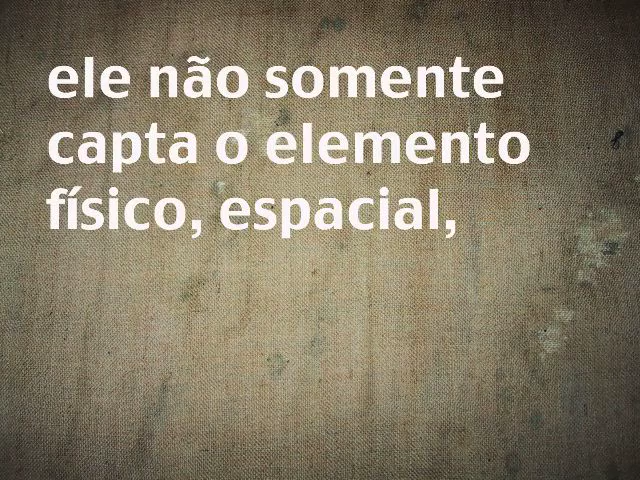 ele não somente
capta o elemento
físico, espacial,